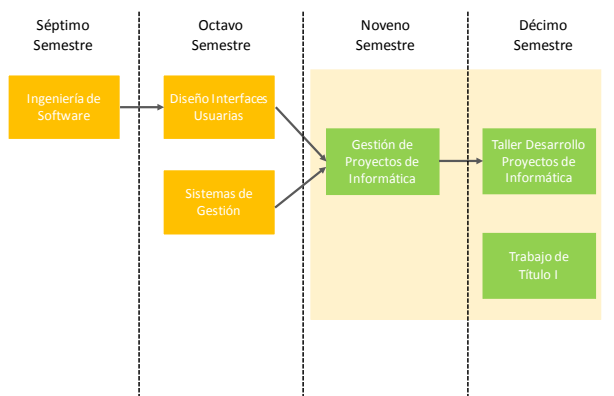 Séptimo
Semestre
Octavo
Semestre
Noveno
Semestre
Décimo
Semestre
Ingeniería de
Software
Diseño Interfaces
Usuarias
Sistemas de
Gestión
Gestión de
Proyectos de
Informática
Taller Desarrollo
Proyectos de
Informática
Trabajo de
Título I